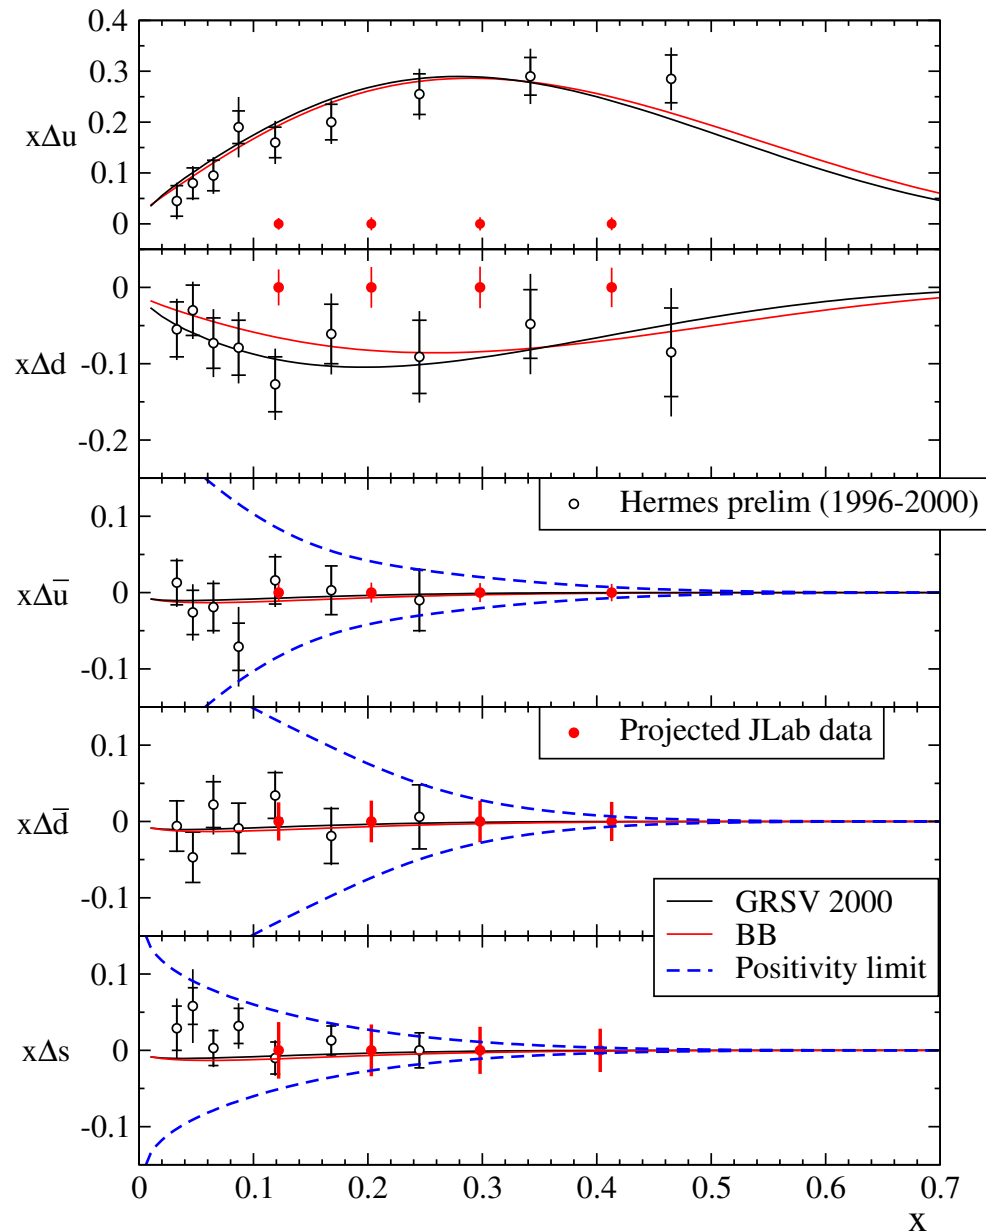 0.4
0.3
0.2
0.1
0
xΔu
0
-0.1
-0.2
xΔd
0.1
0
-0.1
xΔu̅
Hermes prelim (1996-2000)
0.1
0
-0.1
xΔd̅
Projected JLab data
GRSV 2000
BB
Positivity limit
0.1
0
-0.1
xΔs
0 0.1 0.2 0.3 0.4 0.5 0.6 0.7
x